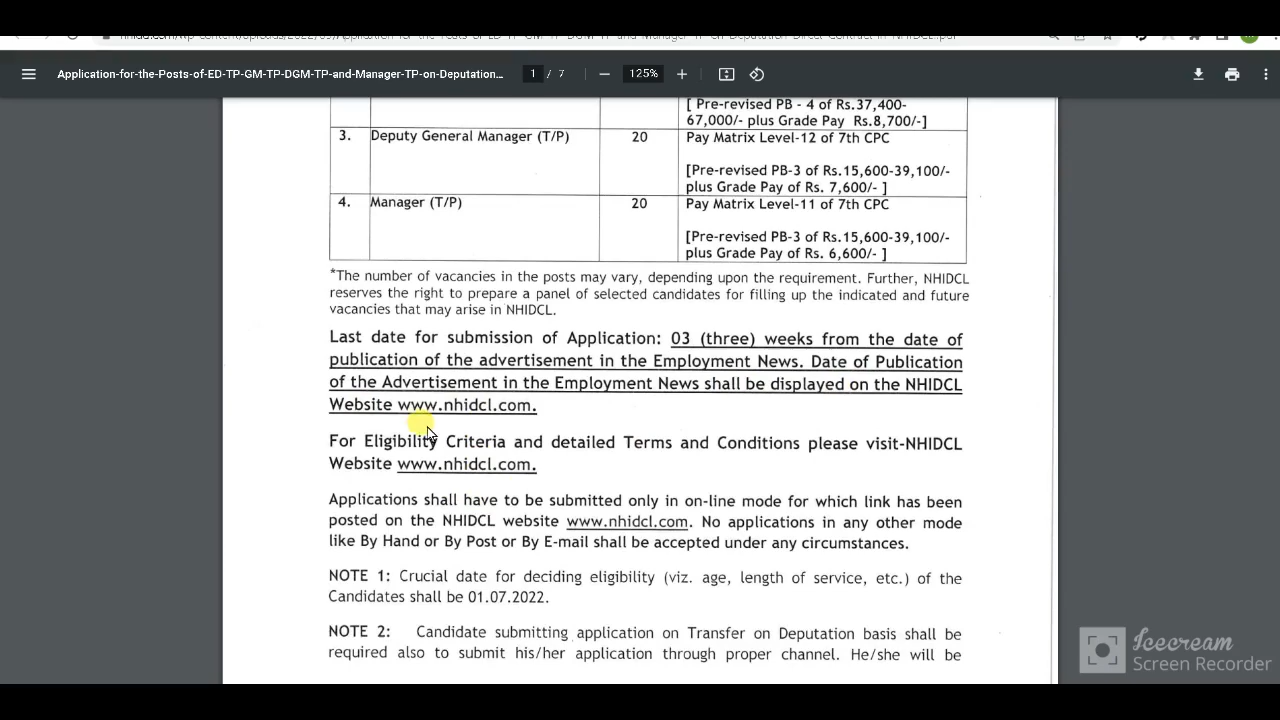 Application-for-the-Posts-of-ED-TP-GM-TP-DGM-TP-and-Manager-TP-on-Deputation... 1 / 7 125%
[ Pre-revised PB - 4 of Rs.37,400-
67,000/- plus Grade Pay Rs.8,700/-]
3. Deputy General Manager (T/P) 20 Pay Matrix Level-12 of 7th CPC
[Pre-revised PB-3 of Rs.15,600-39,100/-
plus Grade Pay of Rs. 7,600/- ]
4. Manager (T/P) 20 Pay Matrix Level-11 of 7th CPC
[Pre-revised PB-3 of Rs.15,600-39,100/-
plus Grade Pay of Rs. 6,600/- ]
*The number of vacancies in the posts may vary, depending upon the requirement. Further, NHIDCL
reserves the right to prepare a panel of selected candidates for filling up the indicated and future
vacancies that may arise in NHIDCL.
Last date for submission of Application: 03 (three) weeks from the date of
publication of the advertisement in the Employment News. Date of Publication
of the Advertisement in the Employment News shall be displayed on the NHIDCL
Website www.nhidcl.com.
For Eligibility Criteria and detailed Terms and Conditions please visit-NHIDCL
Website www.nhidcl.com.
Applications shall have to be submitted only in on-line mode for which link has been
posted on the NHIDCL website www.nhidcl.com. No applications in any other mode
like By Hand or By Post or By E-mail shall be accepted under any circumstances.
NOTE 1: Crucial date for deciding eligibility (viz. age, length of service, etc.) of the
Candidates shall be 01.07.2022.
NOTE 2: Candidate submitting application on Transfer on Deputation basis shall be
required also to submit his/her application through proper channel. He/she will be
Icecream
Screen Recorder